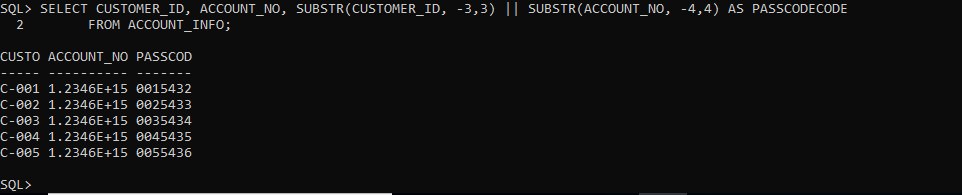 SQL> SELECT CUSTOMER_ID, ACCOUNT_NO, SUBSTR(CUSTOMER_ID, -3,3) || SUBSTR(ACCOUNT_NO, -4,4) AS PASSCODECODE
  2        FROM ACCOUNT_INFO;
CUSTO ACCOUNT_NO PASSCOD
----- ---------- -------
C-001 1.2346E+15 0015432
C-002 1.2346E+15 0025433
C-003 1.2346E+15 0035434
C-004 1.2346E+15 0045435
C-005 1.2346E+15 0055436
SQL>